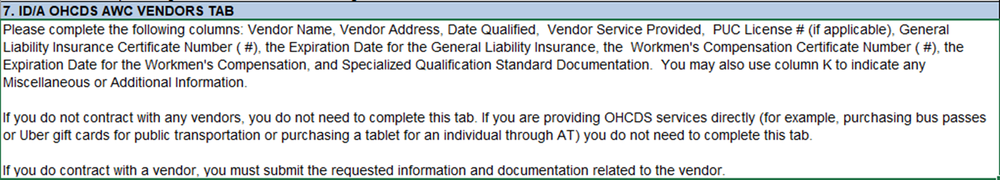 7. ID/A OHCDS AWC VENDORS TAB
Please complete the following columns: Vendor Name, Vendor Address, Date Qualified,  Vendor Service Provided,  PUC License # (if applicable), General
Liability Insurance Certificate Number ( #), the Expiration Date for the General Liability Insurance, the  Workmen's Compensation Certificate Number ( #), the
Expiration Date for the Workmen's Compensation, and Specialized Qualification Standard Documentation.  You may also use column K to indicate any
Miscellaneous or Additional Information.
If you do not contract with any vendors, you do not need to complete this tab. If you are providing OHCDS services directly (for example, purchasing bus passes
or Uber gift cards for public transportation or purchasing a tablet for an individual through AT) you do not need to complete this tab.
If you do contract with a vendor, you must submit the requested information and documentation related to the vendor.